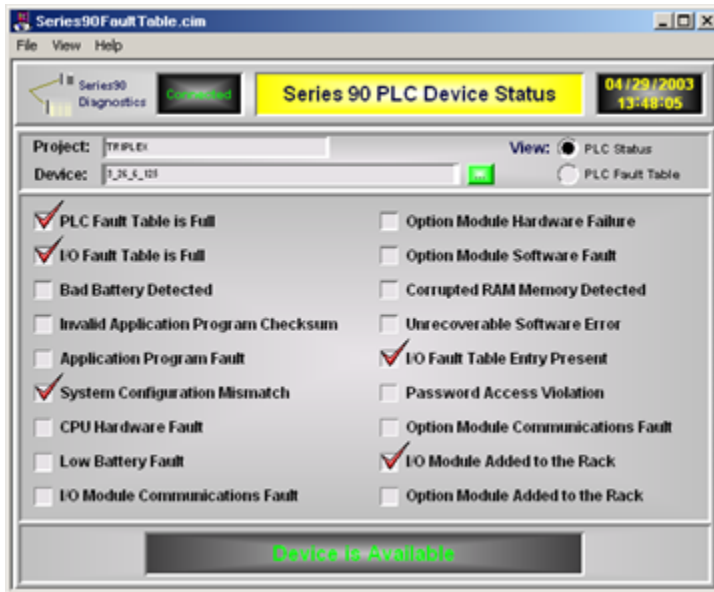 Series90FaultTable.cim
File View Help
Series90
Diagnostics
Connected
Series 90 PLC Device Status
04/29/2003
13:48:05
Project: TRIPLEX
View: PLC Status
Device: 3_26_6_125
PLC Fault Table
PLC Fault Table is Full
I/O Fault Table is Full
Bad Battery Detected
Invalid Application Program Checksum
Application Program Fault
System Configuration Mismatch
CPU Hardware Fault
Low Battery Fault
I/O Module Communications Fault
Option Module Hardware Failure
Option Module Software Fault
Corrupted RAM Memory Detected
Unrecoverable Software Error
I/O Fault Table Entry Present
Password Access Violation
Option Module Communications Fault
I/O Module Added to the Rack
Option Module Added to the Rack
Device is Available